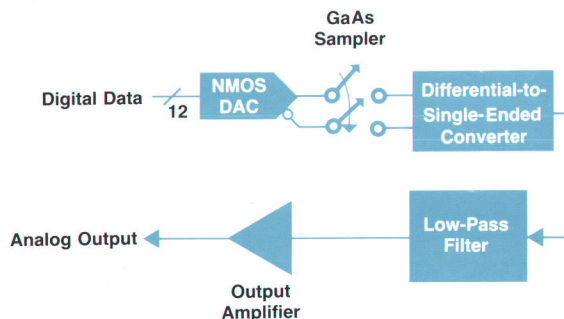 GaAs
Sampler
Digital Data
12
NMOS
DAC
Differential-to-
Single-Ended
Converter
Analog Output
Low-Pass
Filter
Output
Amplifier